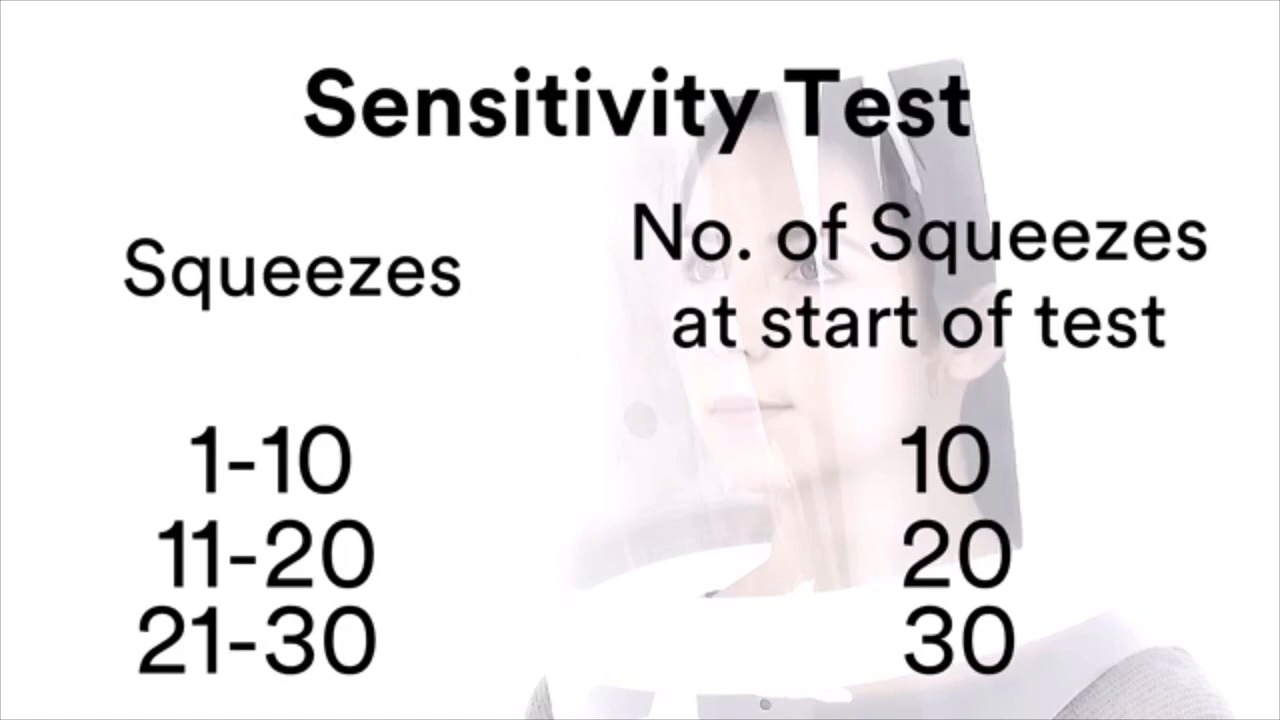 Sensitivity Test
Squeezes
No. of Squeezes
at start of test
1-10 10
11-20 20
21-30 30